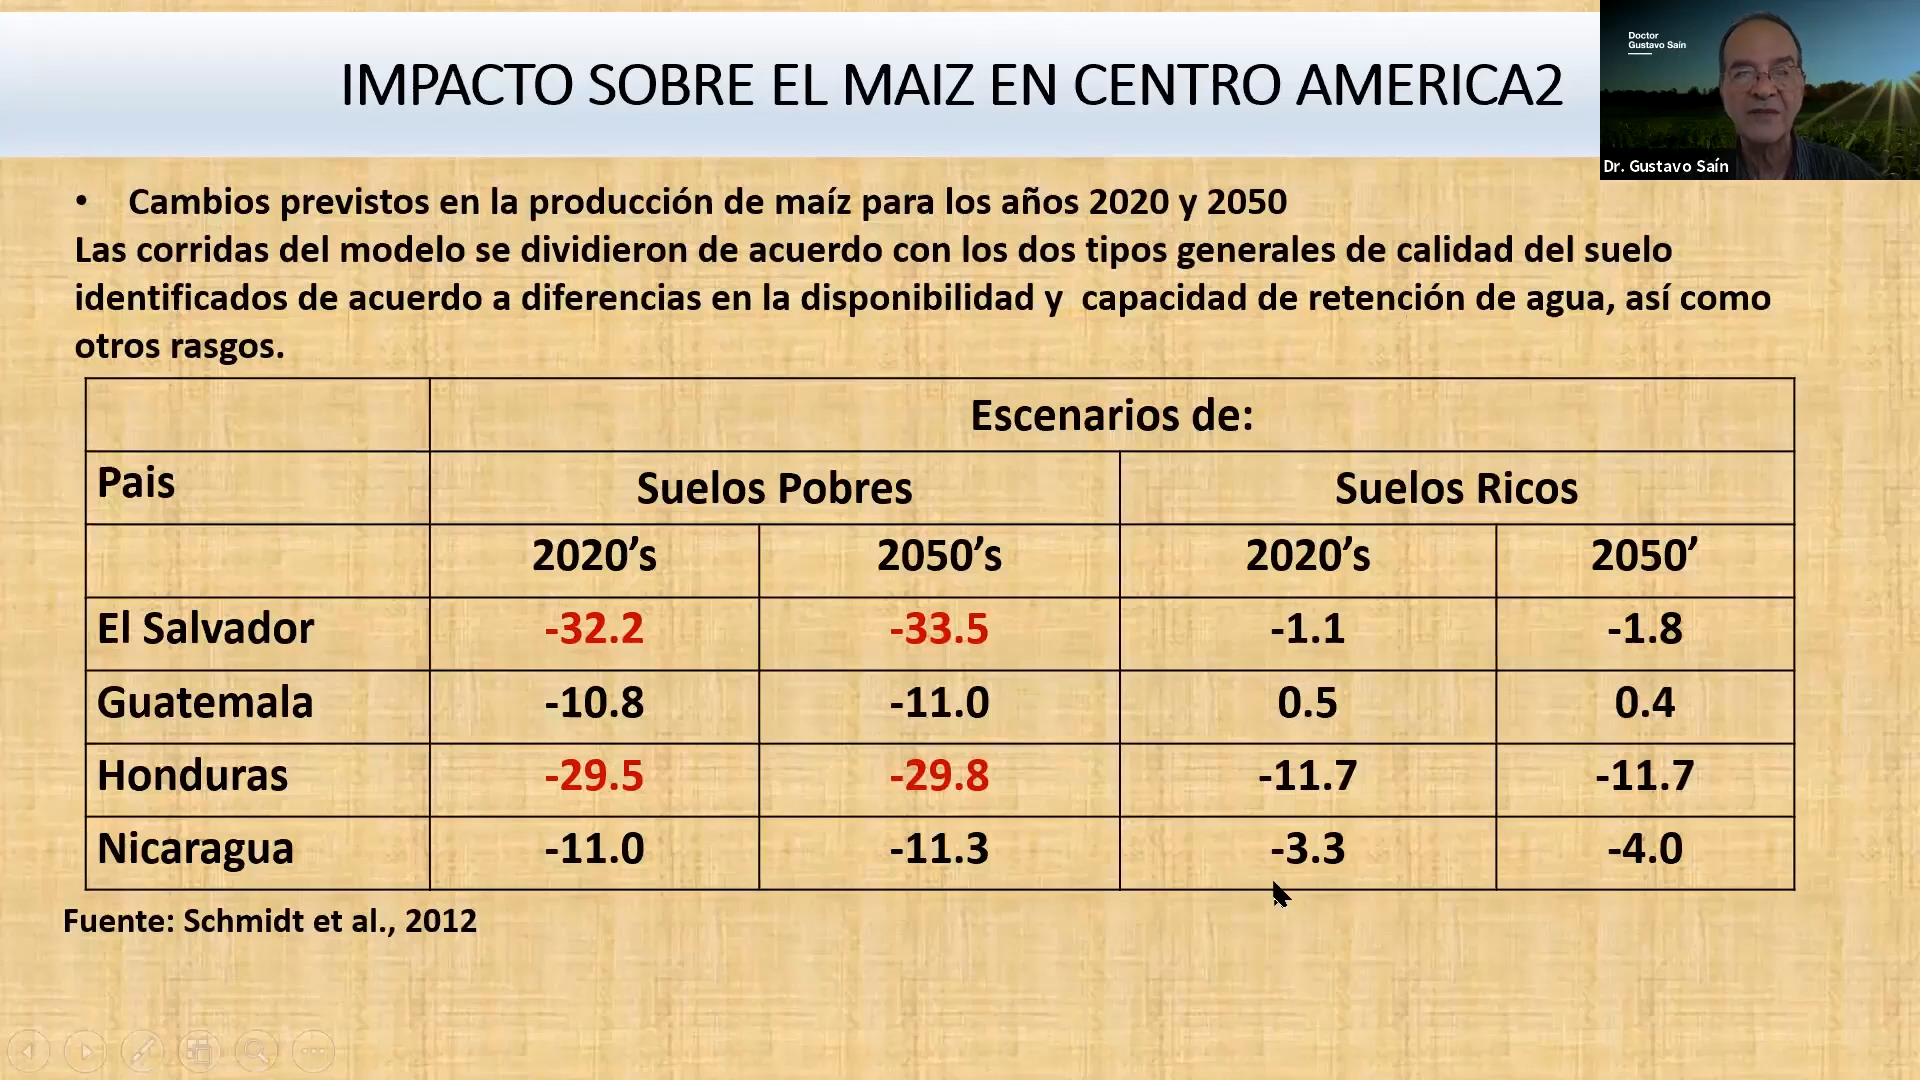 IMPACTO SOBRE EL MAIZ EN CENTRO AMERICA2
Doctor
Gustavo Saín
Dr. Gustavo Saín
• Cambios previstos en la producción de maíz para los años 2020 y 2050
Las corridas del modelo se dividieron de acuerdo con los dos tipos generales de calidad del suelo
identificados de acuerdo a diferencias en la disponibilidad y capacidad de retención de agua, así como
otros rasgos.
Escenarios de:
Pais Suelos Pobres Suelos Ricos
2020’s 2050’s 2020’s 2050’
El Salvador -32.2 -33.5 -1.1 -1.8
Guatemala -10.8 -11.0 0.5 0.4
Honduras -29.5 -29.8 -11.7 -11.7
Nicaragua -11.0 -11.3 -3.3 -4.0
Fuente: Schmidt et al., 2012